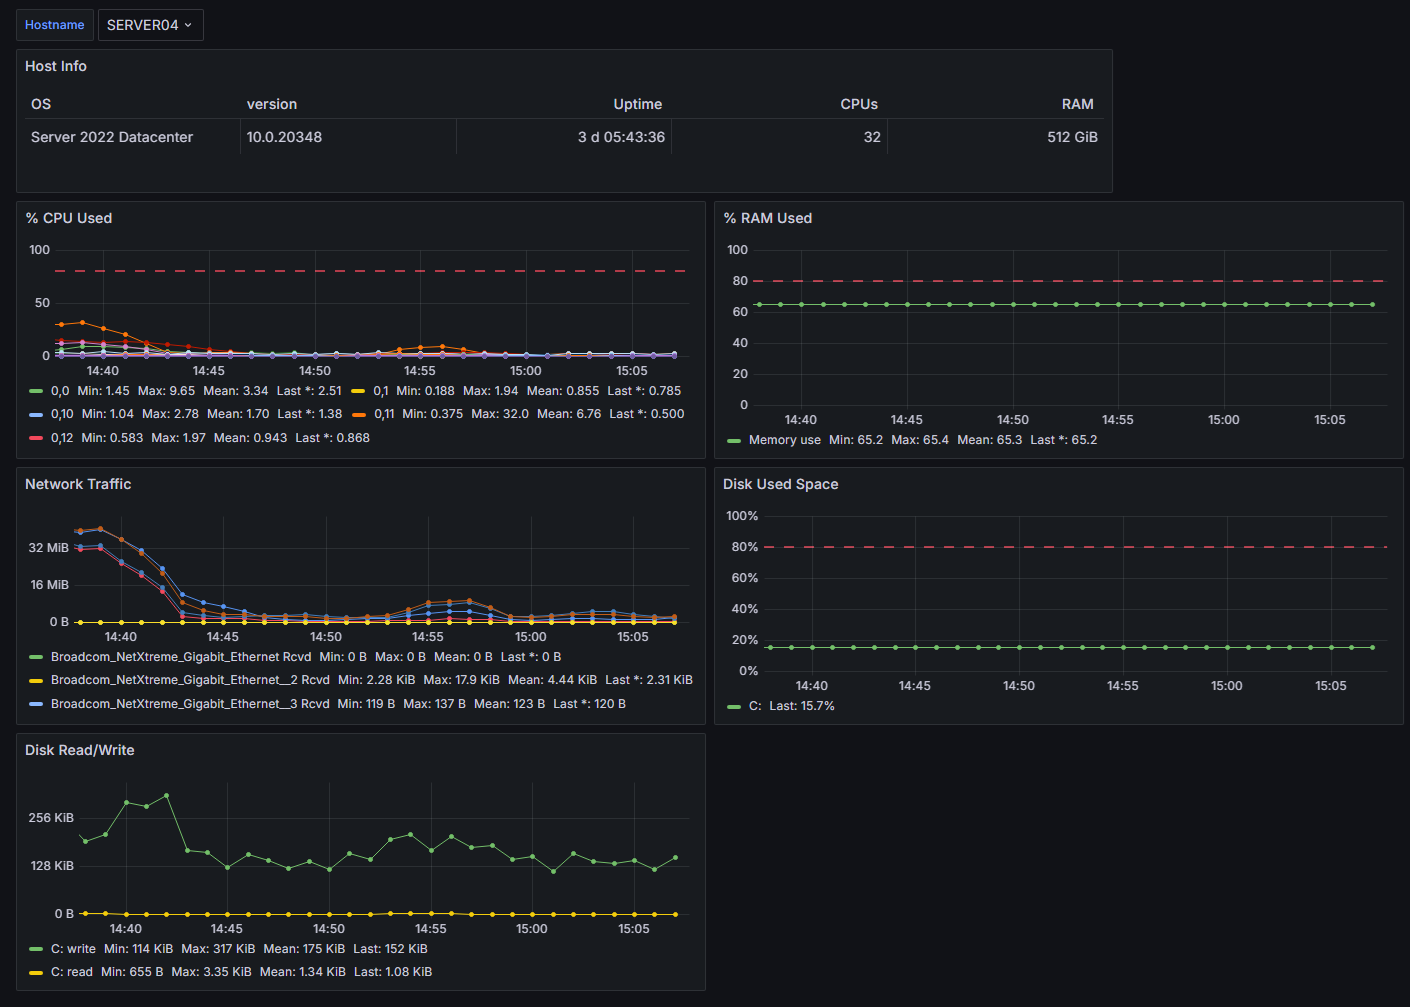 Hostname SERVER04
Host Info
OS version Uptime CPUs RAM
Server 2022 Datacenter 10.0.20348 3 d 05:43:36 32 512 GiB
% CPU Used
100
50
0
14:40 14:45 14:50 14:55 15:00 15:05
0,0 Min: 1.45 Max: 9.65 Mean: 3.34 Last *: 2.51 0,1 Min: 0.188 Max: 1.94 Mean: 0.855 Last *: 0.785
0,10 Min: 1.04 Max: 2.78 Mean: 1.70 Last *: 1.38 0,11 Min: 0.375 Max: 32.0 Mean: 6.76 Last *: 0.500
0,12 Min: 0.583 Max: 1.97 Mean: 0.943 Last *: 0.868
% RAM Used
100
80
60
40
20
0
14:40 14:45 14:50 14:55 15:00 15:05
Memory use Min: 65.2 Max: 65.4 Mean: 65.3 Last *: 65.2
Network Traffic
32 MiB
16 MiB
0 B
14:40 14:45 14:50 14:55 15:00 15:05
Broadcom_NetXtreme_Gigabit_Ethernet Rcvd Min: 0 B Max: 0 B Mean: 0 B Last *: 0 B
Broadcom_NetXtreme_Gigabit_Ethernet__2 Rcvd Min: 2.28 KiB Max: 17.9 KiB Mean: 4.44 KiB Last *: 2.31 KiB
Broadcom_NetXtreme_Gigabit_Ethernet__3 Rcvd Min: 119 B Max: 137 B Mean: 123 B Last *: 120 B
Disk Used Space
100%
80%
60%
40%
20%
0%
14:40 14:45 14:50 14:55 15:00 15:05
C: Last: 15.7%
Disk Read/Write
256 KiB
128 KiB
0 B
14:40 14:45 14:50 14:55 15:00 15:05
C: write Min: 114 KiB Max: 317 KiB Mean: 175 KiB Last: 152 KiB
C: read Min: 655 B Max: 3.35 KiB Mean: 1.34 KiB Last: 1.08 KiB